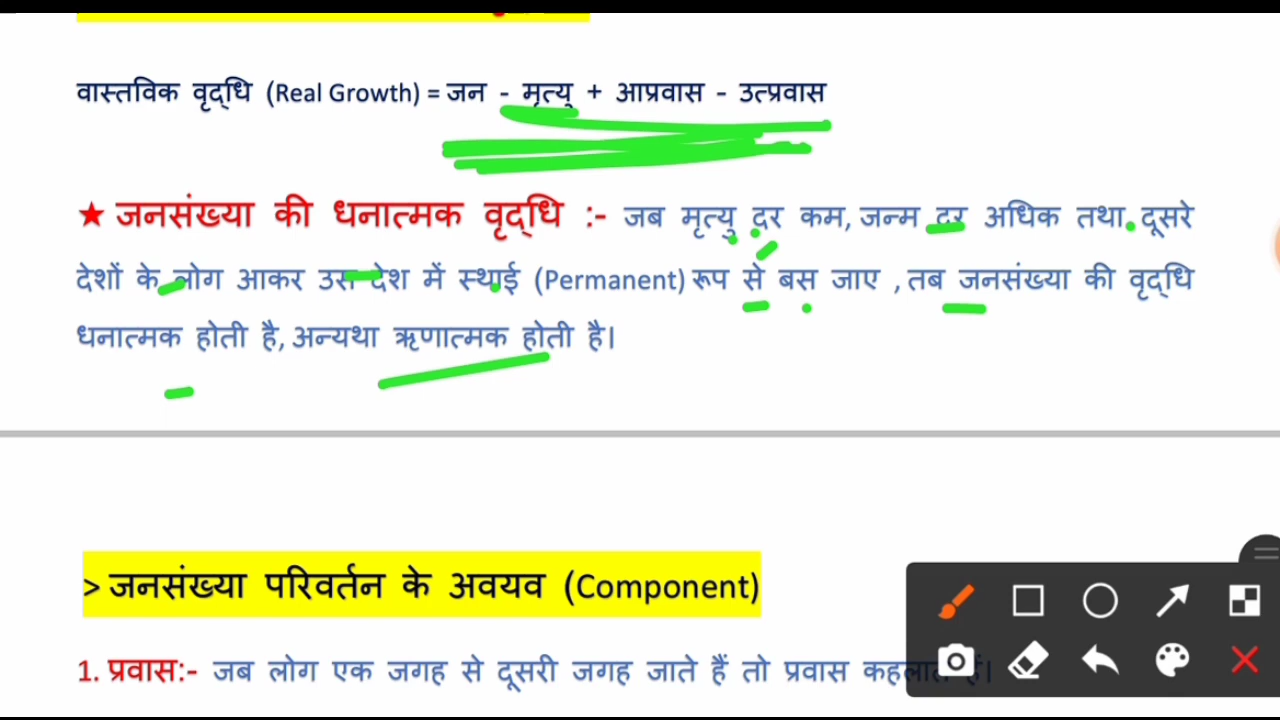 वास्तविक वृद्धि (Real Growth) = जन - मृत्यु + आप्रवास - उत्प्रवास
★ जनसंख्या की धनात्मक वृद्धि :- जब मृत्यु दर कम, जन्म दर अधिक तथा दूसरे
देशों के लोग आकर उस देश में स्थाई (Permanent) रूप से बस जाए , तब जनसंख्या की वृद्धि
धनात्मक होती है, अन्यथा ऋणात्मक होती है।
> जनसंख्या परिवर्तन के अवयव (Component)
1. प्रवास:- जब लोग एक जगह से दूसरी जगह जाते हैं तो प्रवास कहलाते हैं।